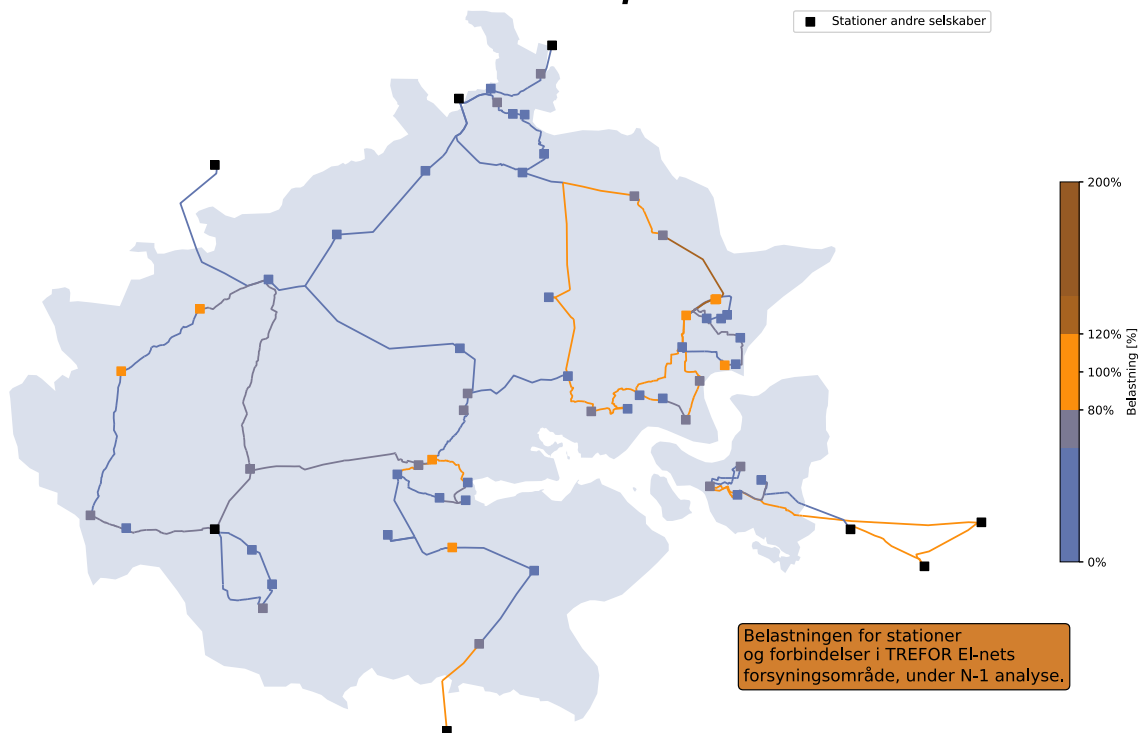 Stationer andre selskaber
200%
120%
100%
80%
0%
Belastning [%]
Belastningen for stationer
og forbindelser i TREFOR El-nets
forsyningsområde, under N-1 analyse.